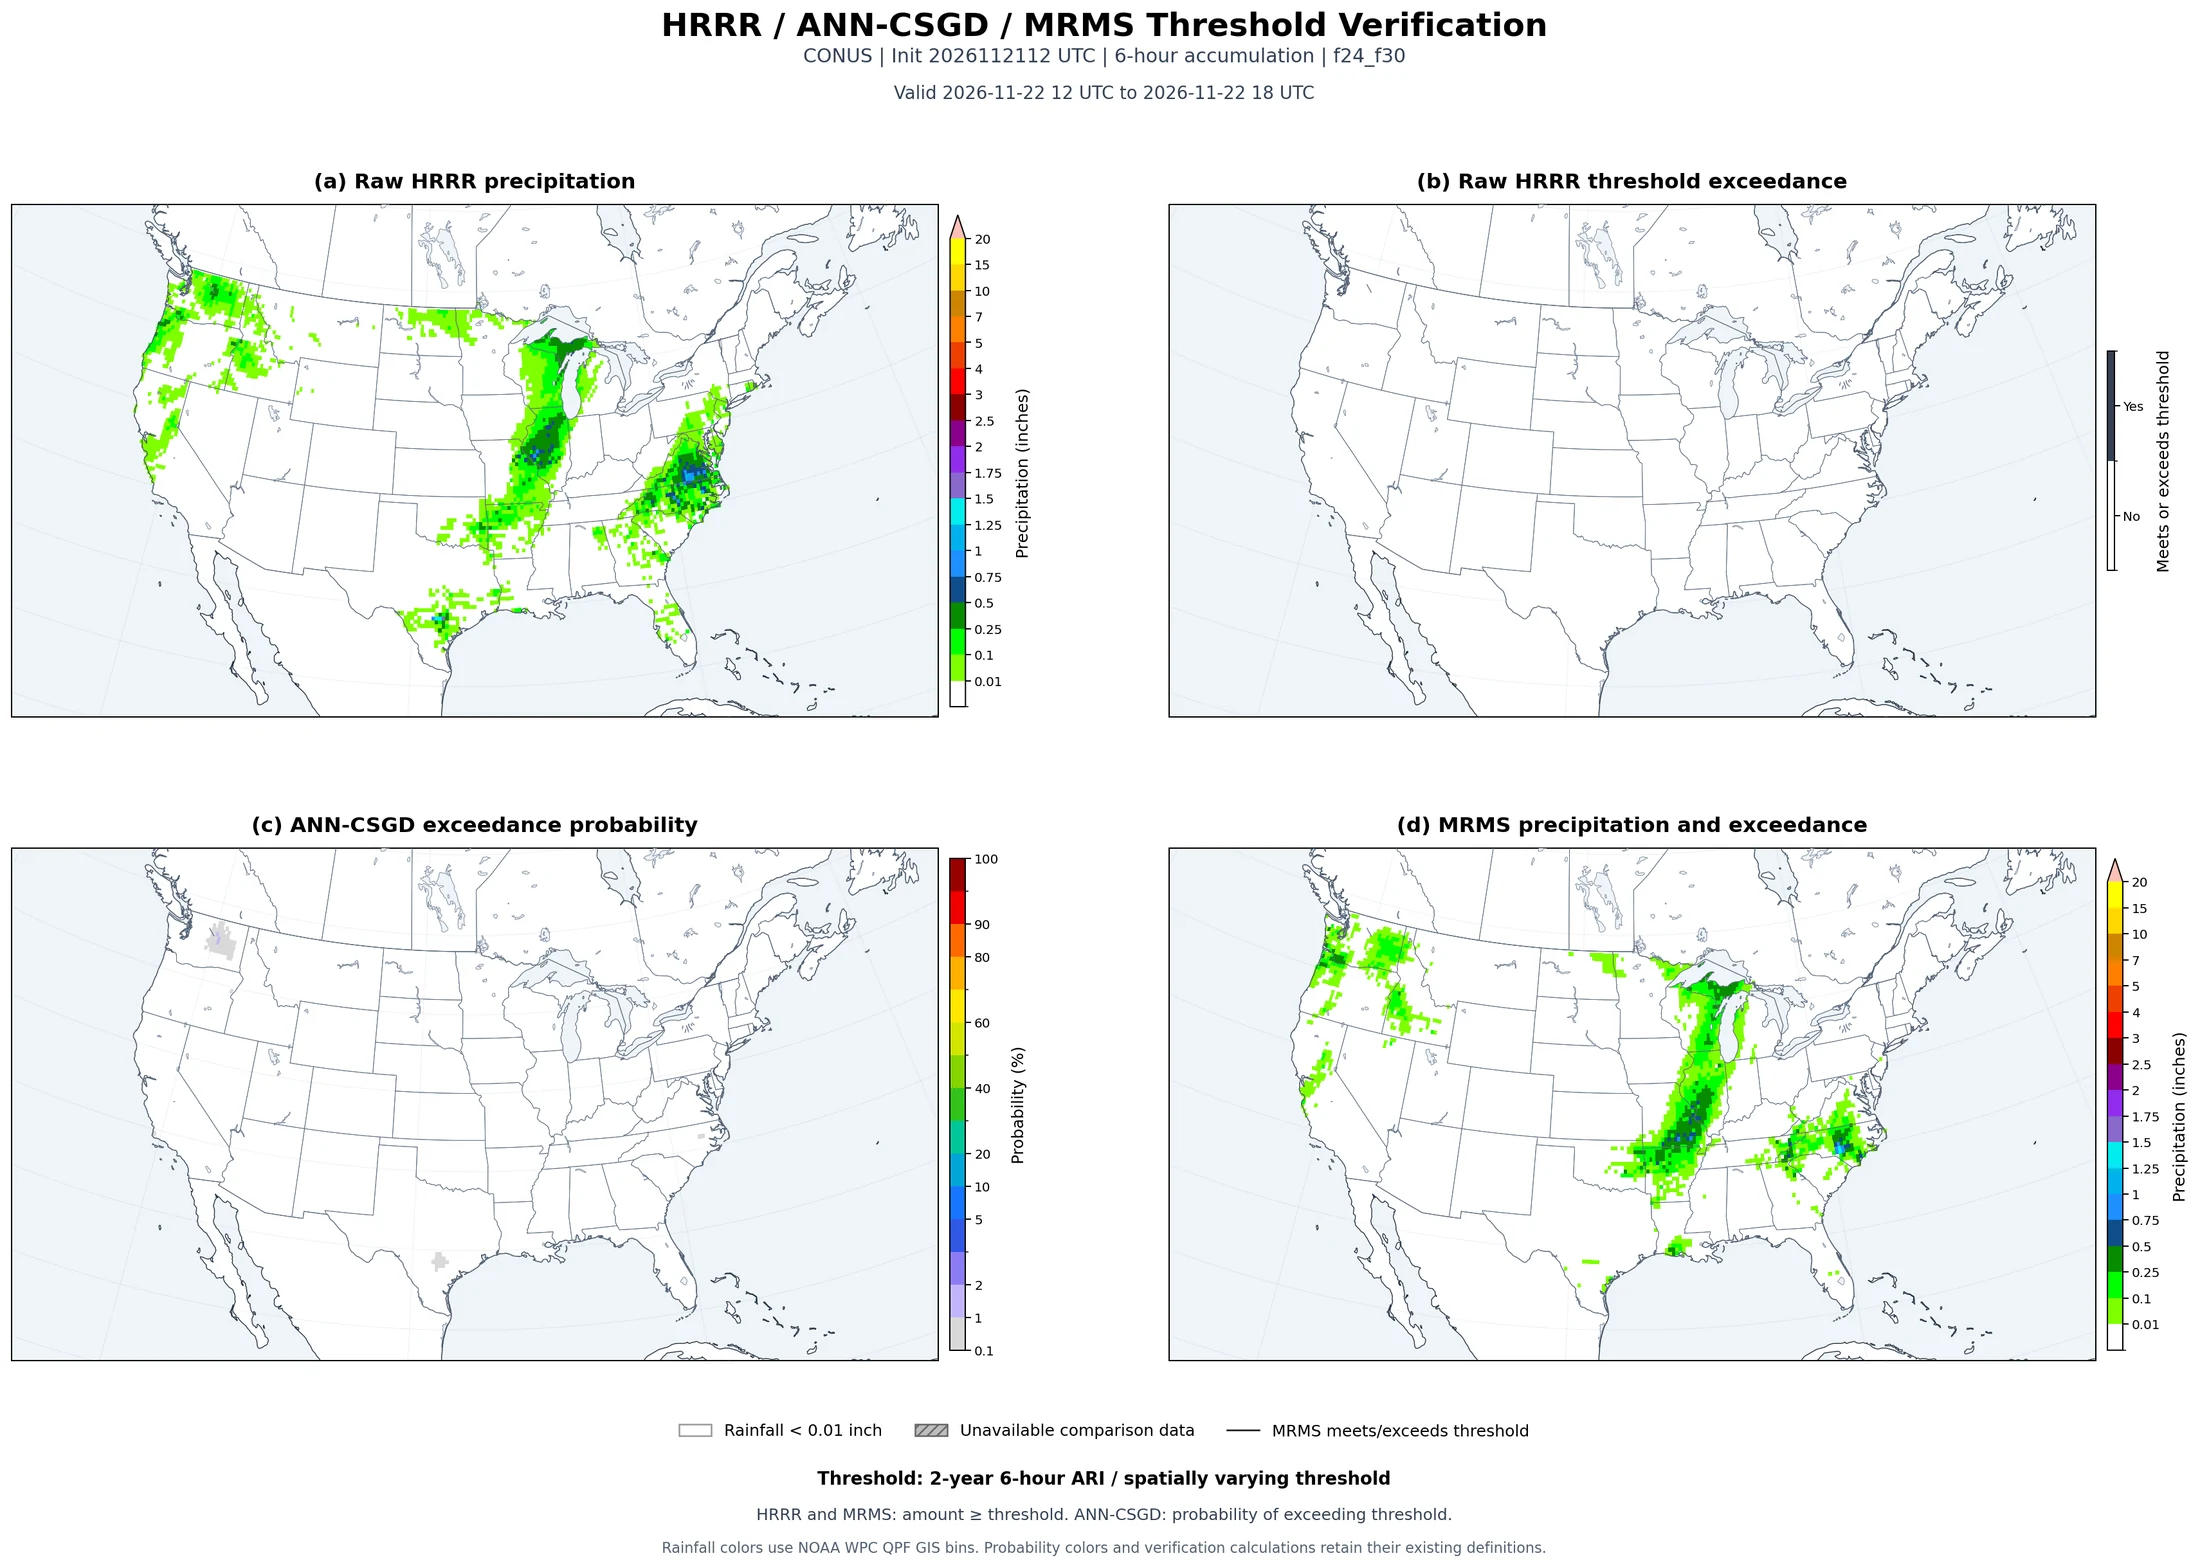 HRRR / ANN-CSGD / MRMS Threshold Verification
CONUS | Init 2026112112 UTC | 6-hour accumulation | f24_f30
Valid 2026-11-22 12 UTC to 2026-11-22 18 UTC
(a) Raw HRRR precipitation
20
15
10
7
5
4
3
2.5
2
1.75
1.5
1.25
1
0.75
0.5
0.25
0.1
0.01
Precipitation (inches)
(b) Raw HRRR threshold exceedance
Yes
No
Meets or exceeds threshold
(c) ANN-CSGD exceedance probability
100
90
80
60
40
20
10
5
2
1
0.1
Probability (%)
(d) MRMS precipitation and exceedance
20
15
10
7
5
4
3
2.5
2
1.75
1.5
1.25
1
0.75
0.5
0.25
0.1
0.01
Precipitation (inches)
Rainfall < 0.01 inch
Unavailable comparison data
MRMS meets/exceeds threshold
Threshold: 2-year 6-hour ARI / spatially varying threshold
HRRR and MRMS: amount ≥ threshold. ANN-CSGD: probability of exceeding threshold.
Rainfall colors use NOAA WPC QPF GIS bins. Probability colors and verification calculations retain their existing definitions.